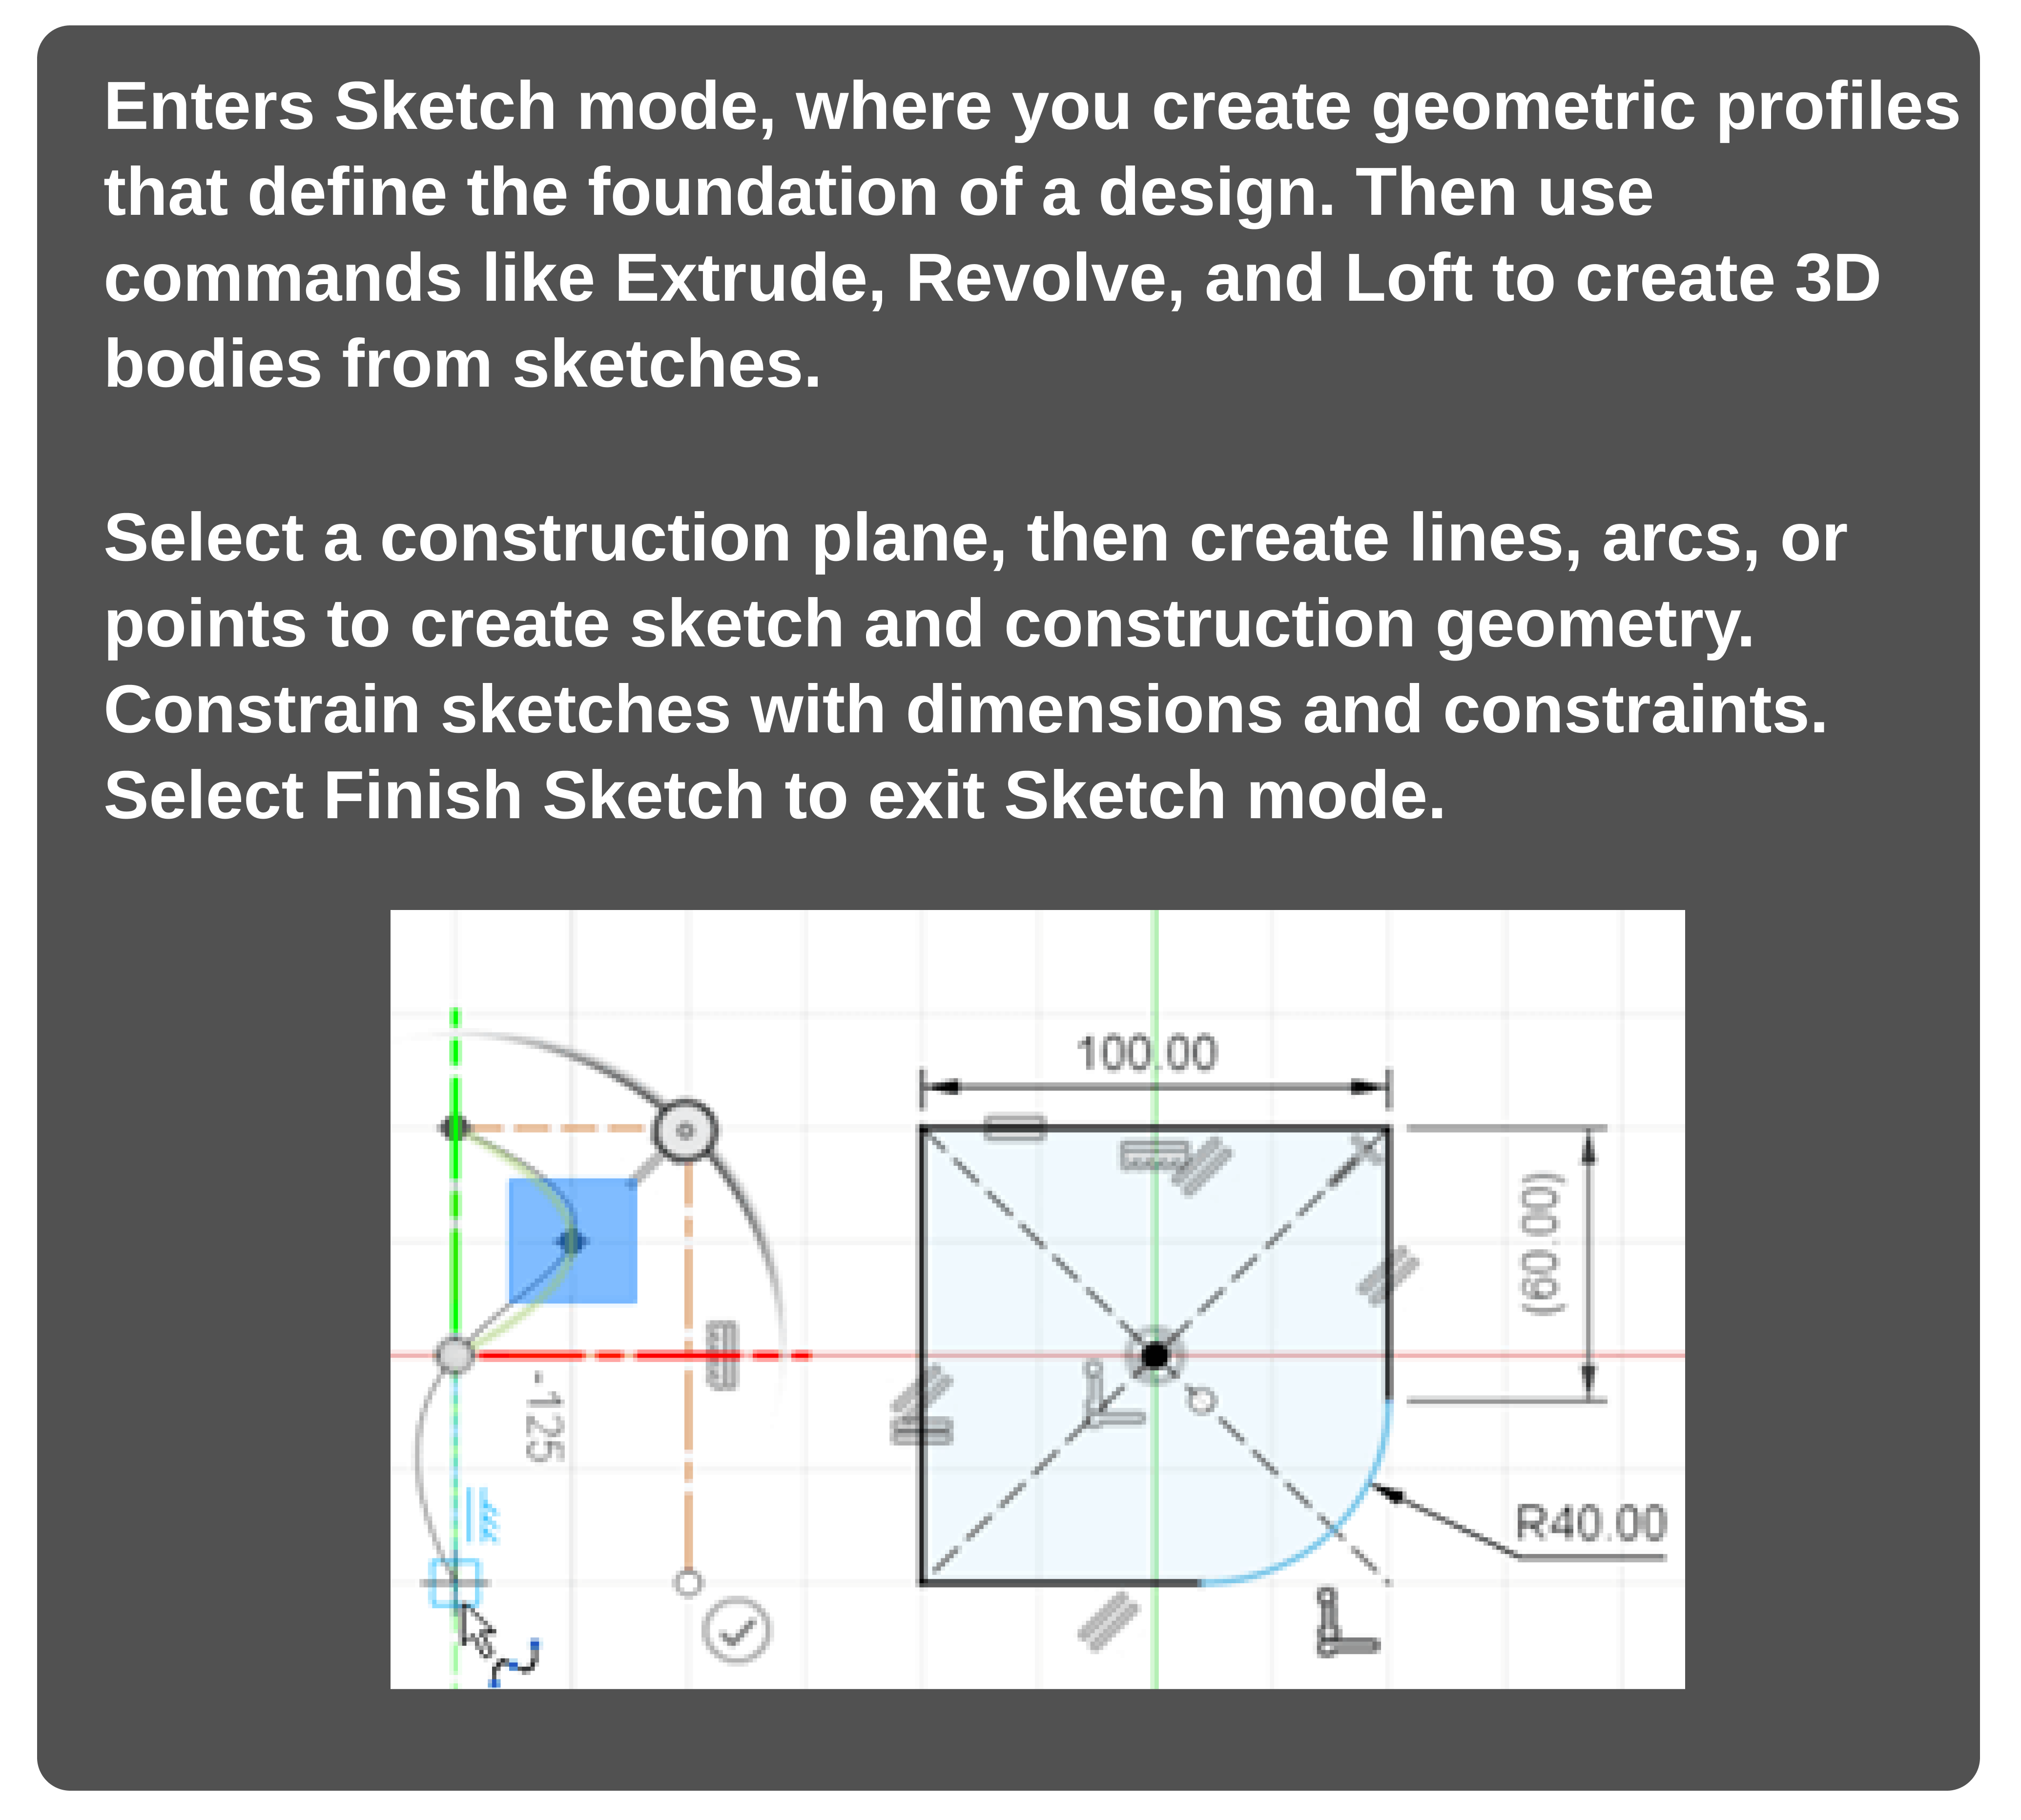 Enters Sketch mode, where you create geometric profiles
that define the foundation of a design. Then use
commands like Extrude, Revolve, and Loft to create 3D
bodies from sketches.
Select a construction plane, then create lines, arcs, or
points to create sketch and construction geometry.
Constrain sketches with dimensions and constraints.
Select Finish Sketch to exit Sketch mode.
100.00
(60.00)
-125
R40.00